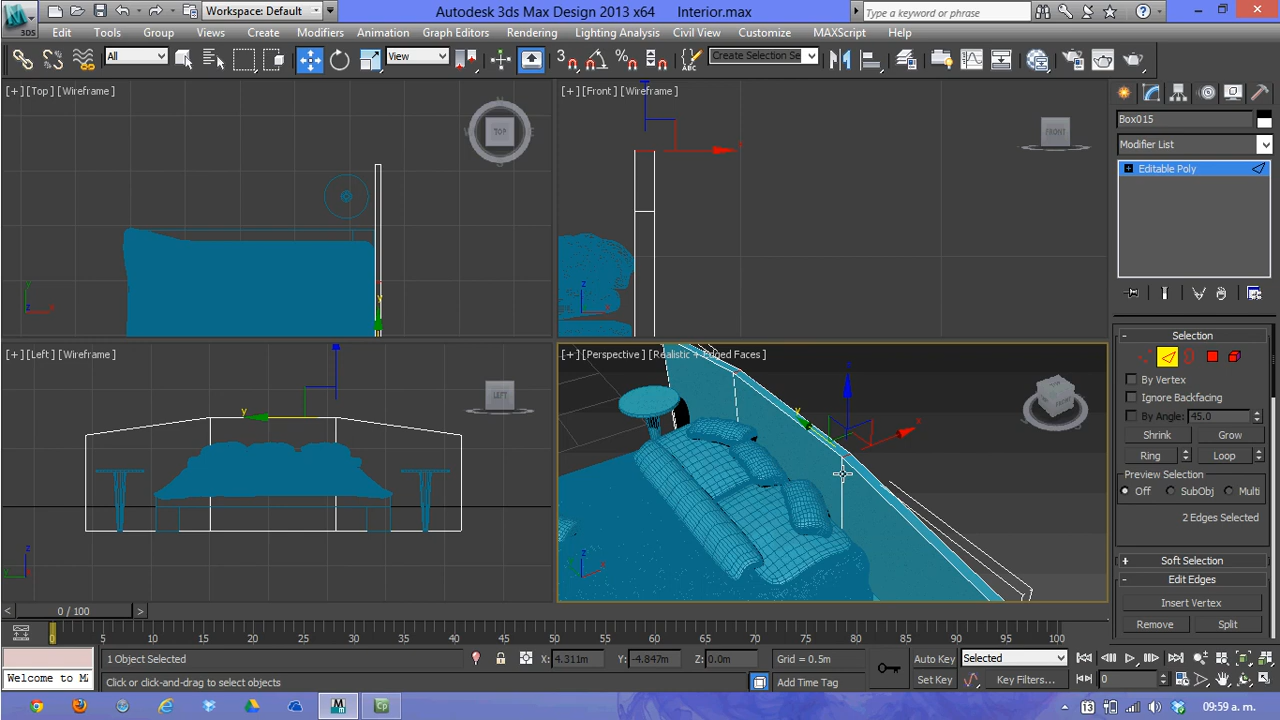 3DS
Workspace: Default
Autodesk 3ds Max Design 2013 x64 Interior.max
Type a keyword or phrase
Edit Tools Group Views Create Modifiers Animation Graph Editors Rendering Lighting Analysis Civil View Customize MAXScript Help
All
View
3
Create Selection Se
[+] [Top] [Wireframe]
TOP
[+] [Front] [Wireframe]
FRONT
Box015
Modifier List
Editable Poly
[+] [Left] [Wireframe]
LEFT
y
[+] [Perspective] [Realistic + Edged Faces]
Selection
By Vertex
Ignore Backfacing
By Angle: 45.0
Shrink Grow
Ring Loop
Preview Selection
Off SubObj Multi
2 Edges Selected
Soft Selection
Edit Edges
Insert Vertex
Remove Split
0 / 100
0 5 10 15 20 25 30 35 40 45 50 55 60 65 70 75 80 85 90 95 100
1 Object Selected
X: 4.311m Y: -4.847m Z: 0.0m
Grid = 0.5m
Auto Key Selected
Welcome to M
Click or click-and-drag to select objects
Add Time Tag
Set Key Key Filters...
0
09:59 a. m.